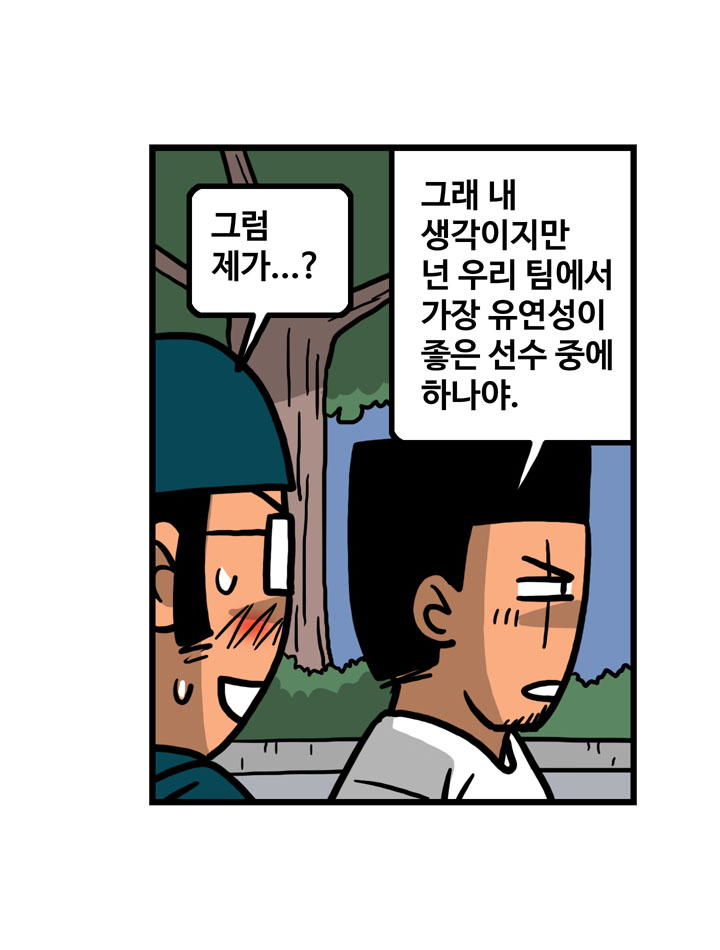 그럼
제가...?
그래 내
생각이지만
넌 우리 팀에서
가장 유연성이
좋은 선수 중에
하나야.